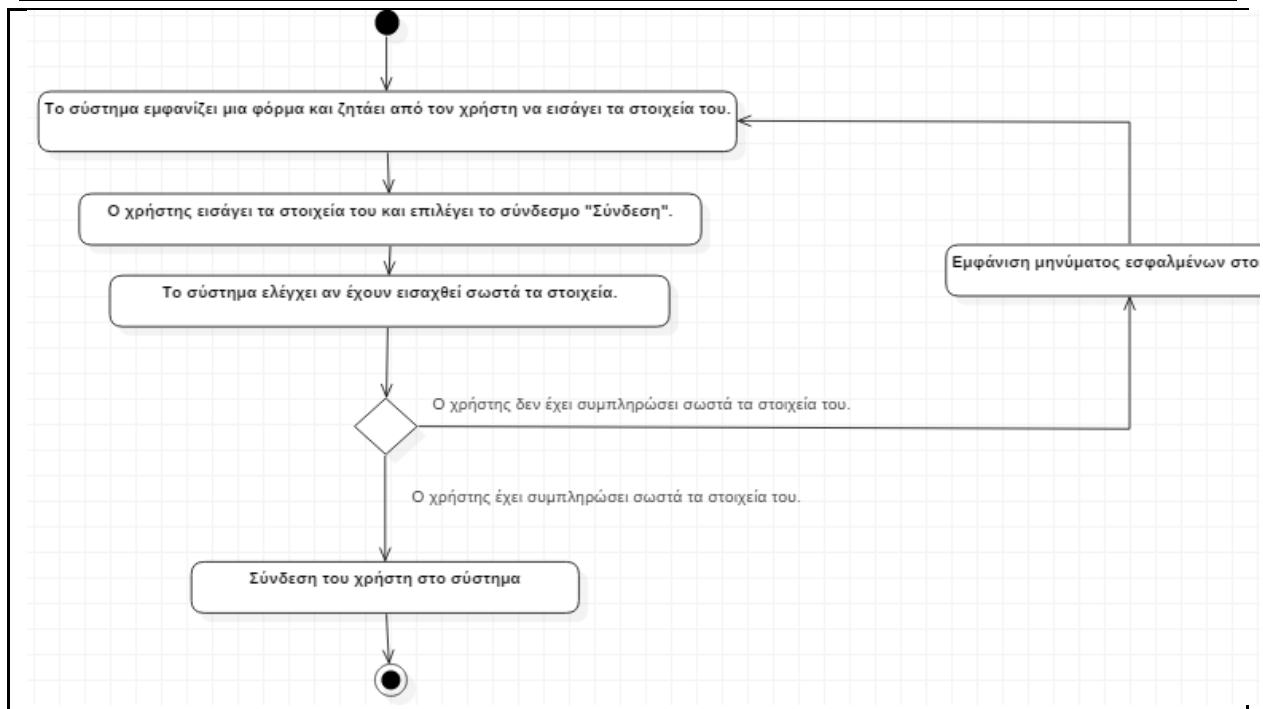 Το σύστημα εμφανίζει μια φόρμα και ζητάει από τον χρήστη να εισάγει τα στοιχεία του.
Ο χρήστης εισάγει τα στοιχεία του και επιλέγει το σύνδεσμο "Σύνδεση".
Εμφάνιση μηνύματος εσφαλμένων
Το σύστημα ελέγχει αν έχουν εισαχθεί σωστά τα στοιχεία.
Ο χρήστης δεν έχει συμπληρώσει σωστά τα στοιχεία του.
Ο χρήστης έχει συμπληρώσει σωστά τα στοιχεία του.
Σύνδεση του χρήστη στο σύστημα